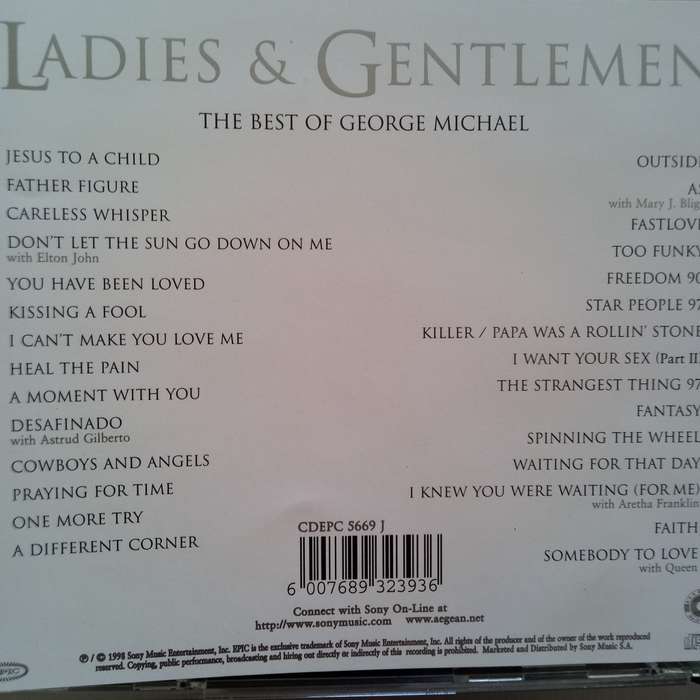 LADIES & GENTLEMEN
THE BEST OF GEORGE MICHAEL
JESUS TO A CHILD
FATHER FIGURE
CARELESS WHISPER
DON'T LET THE SUN GO DOWN ON ME
with Elton John
YOU HAVE BEEN LOVED
KISSING A FOOL
I CAN'T MAKE YOU LOVE ME
HEAL THE PAIN
A MOMENT WITH YOU
DESAFINADO
with Astrud Gilberto
COWBOYS AND ANGELS
PRAYING FOR TIME
ONE MORE TRY
A DIFFERENT CORNER
OUTSIDE
AS
with Mary J. Blig
FASTLOVE
TOO FUNKY
FREEDOM 90
STAR PEOPLE 97
KILLER / PAPA WAS A ROLLIN' STONE
I WANT YOUR SEX (Part II
THE STRANGEST THING 97
FANTASY
SPINNING THE WHEEL
WAITING FOR THAT DAY
I KNEW YOU WERE WAITING (FOR ME)
with Aretha Franklin
FAITH
SOMEBODY TO LOVE
with Queen
CDEPC 5669 J
6 007689 323936
Connect with Sony On-Line at
http://www.sonymusic.com www.aegean.net
℗ / © 1998 Sony Music Entertainment, Inc. EPIC is the exclusive trademark of Sony Music Entertainment, Inc. All rights of the producer and of the owner of the work reproduced
reserved. Copying, public performance, broadcasting and hiring out directly or indirectly of this recording is prohibited. Marketed and Distributed by Sony Music S.A.
EPIC